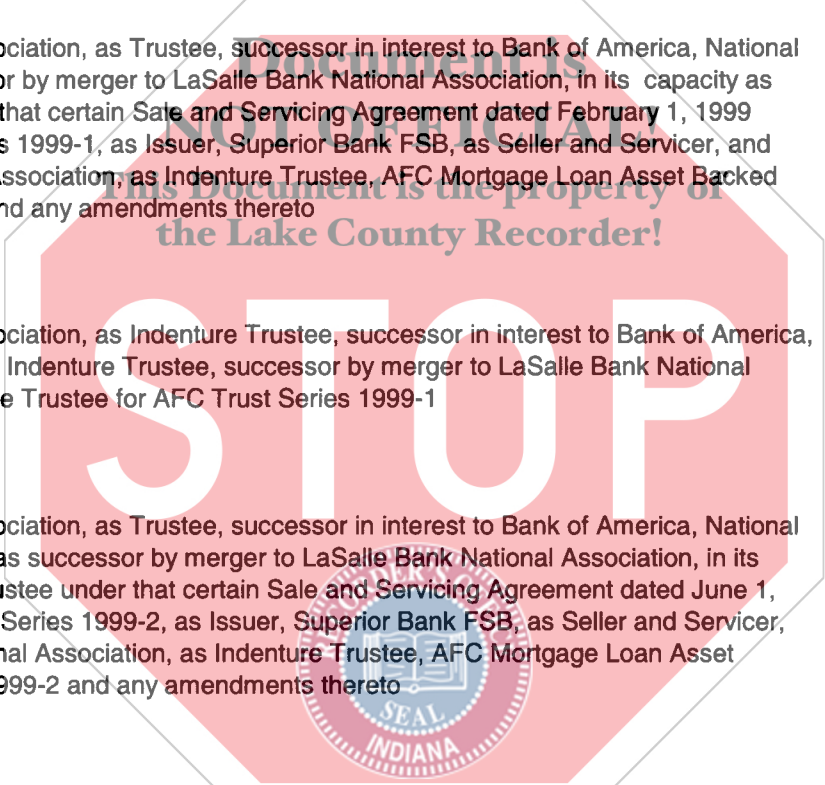 ociation, as Trustee, successor in interest to Bank of America, National
or by merger to LaSalle Bank National Association, in its capacity as
that certain Sale and Servicing Agreement dated February 1, 1999
s 1999-1, as Issuer, Superior Bank FSB, as Seller and Servicer, and
ssociation, as Indenture Trustee, AFC Mortgage Loan Asset Backed
nd any amendments thereto
Document is
NOT OFFICIAL!
This Document is the property of
the Lake County Recorder!
STOP
ociation, as Indenture Trustee, successor in interest to Bank of America,
Indenture Trustee, successor by merger to LaSalle Bank National
e Trustee for AFC Trust Series 1999-1
ociation, as Trustee, successor in interest to Bank of America, National
as successor by merger to LaSalle Bank National Association, in its
ustee under that certain Sale and Servicing Agreement dated June 1,
Series 1999-2, as Issuer, Superior Bank FSB, as Seller and Servicer,
nal Association, as Indenture Trustee, AFC Mortgage Loan Asset
999-2 and any amendments thereto
SEAL
INDIANA